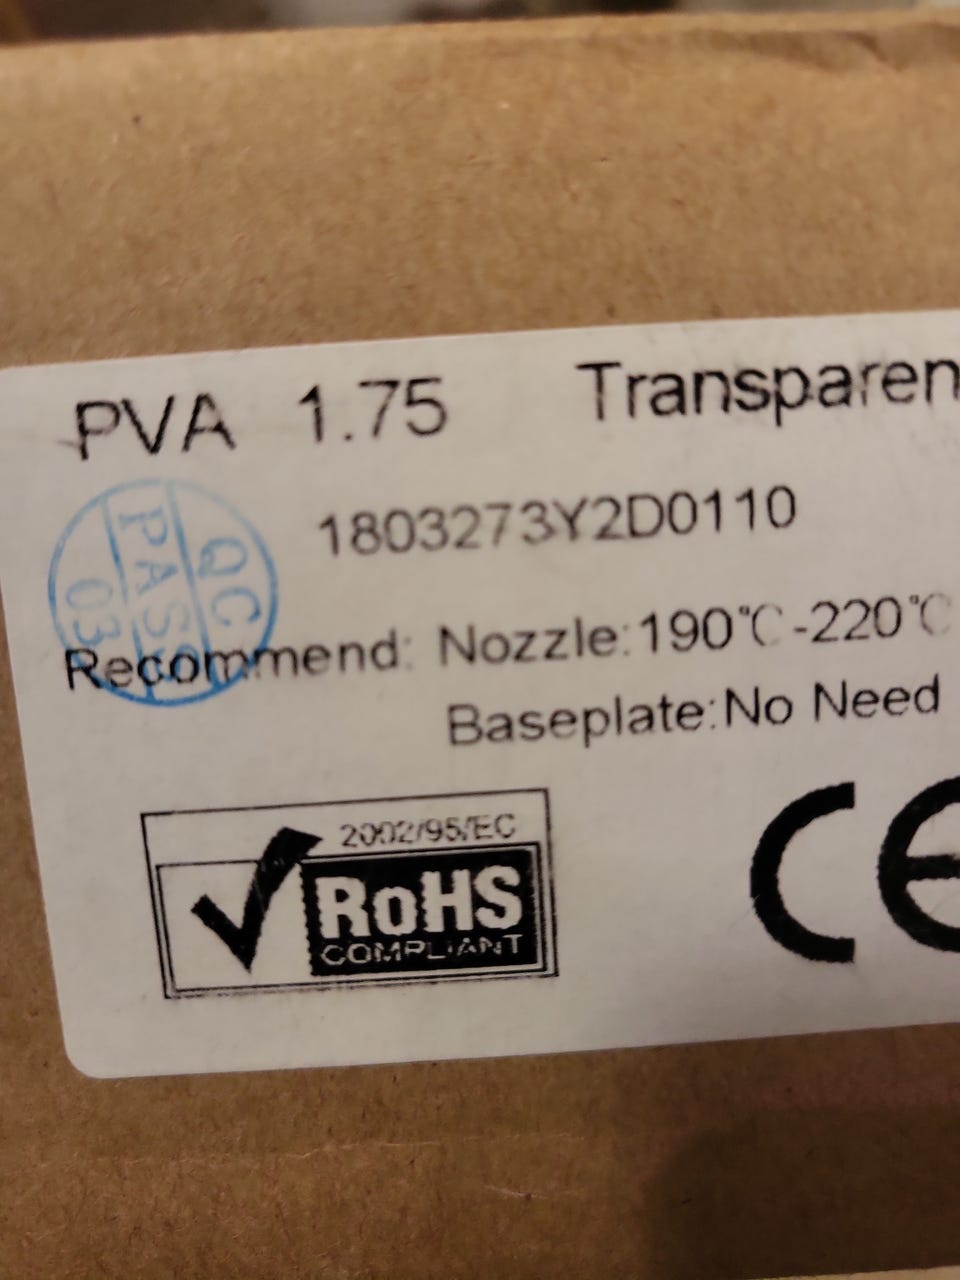 PVA 1.75 Transparen
1803273Y2D0110
QC
PASS
03
Recommend: Nozzle:190℃-220℃
Baseplate:No Need
2002/95/EC
RoHS
COMPLIANT
CE